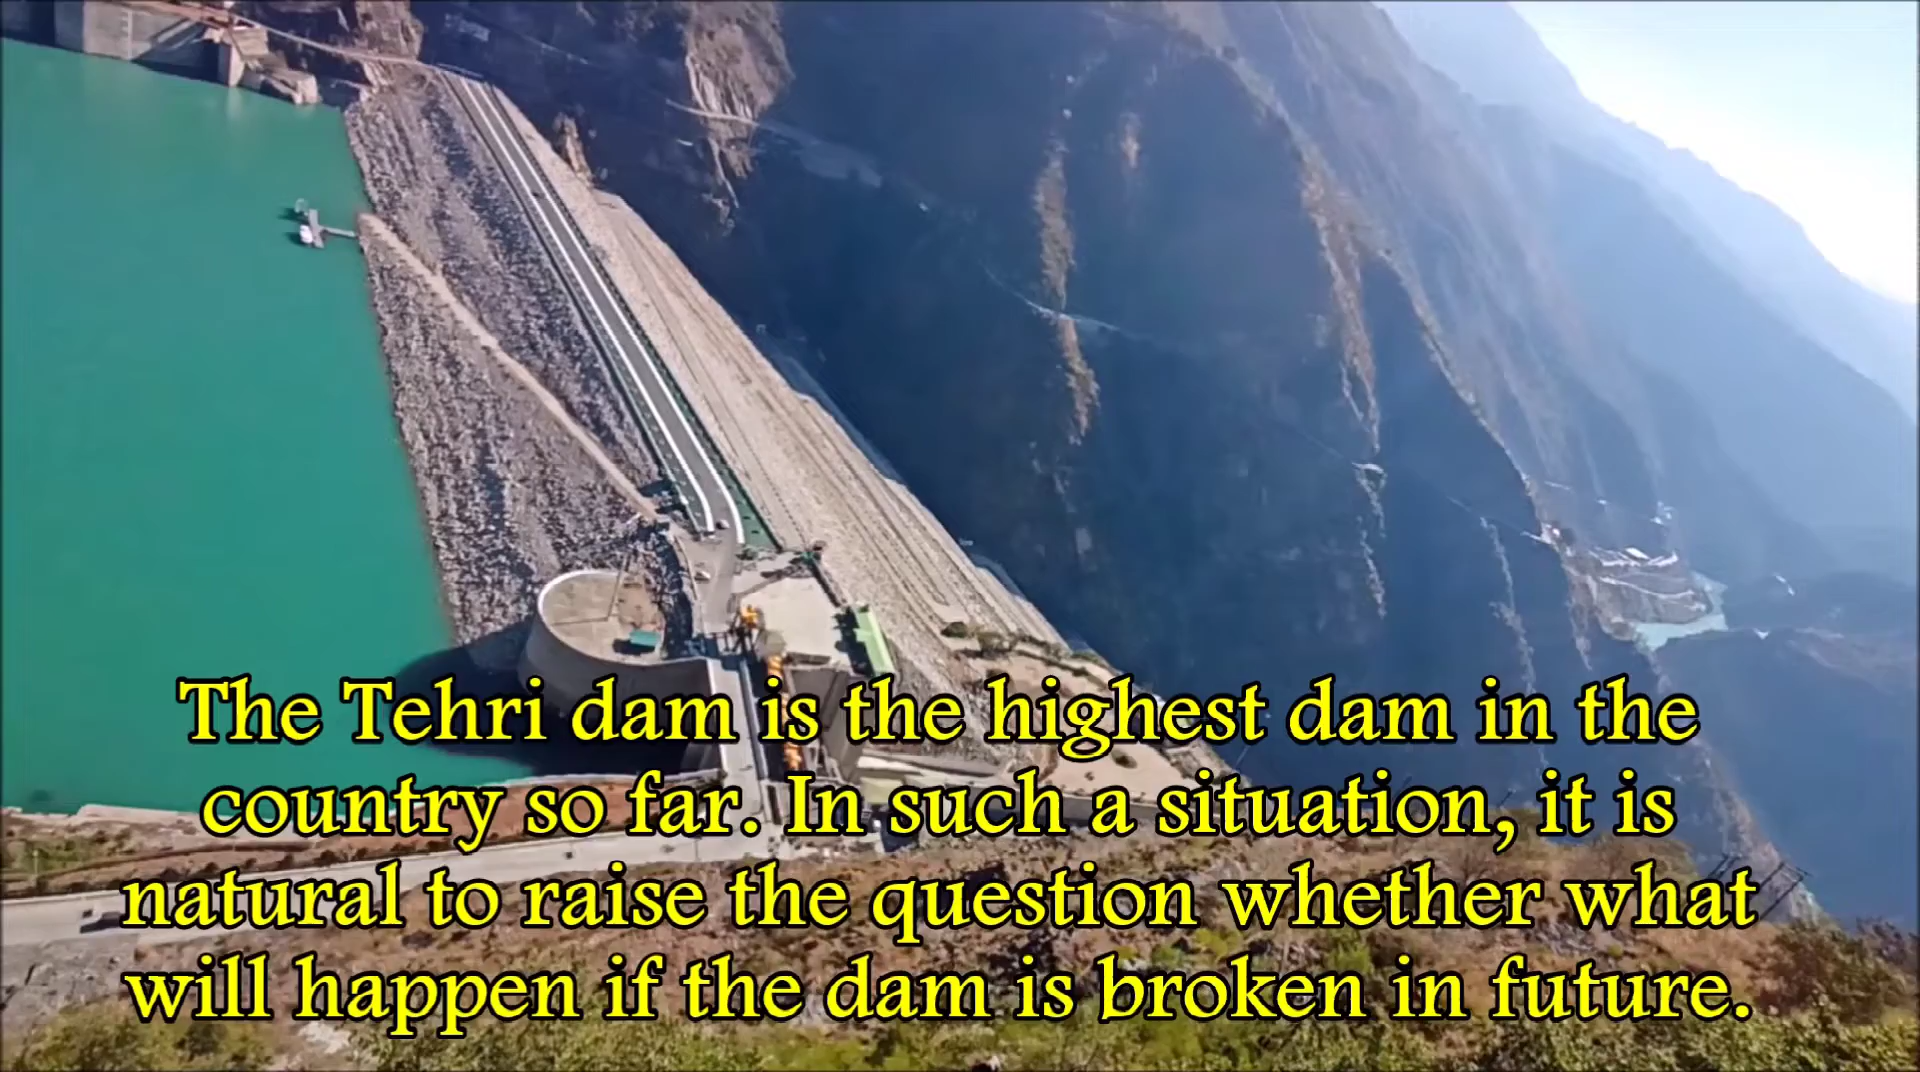 The Tehri dam is the highest dam in the
country so far. In such a situation, it is
natural to raise the question whether what
will happen if the dam is broken in future.